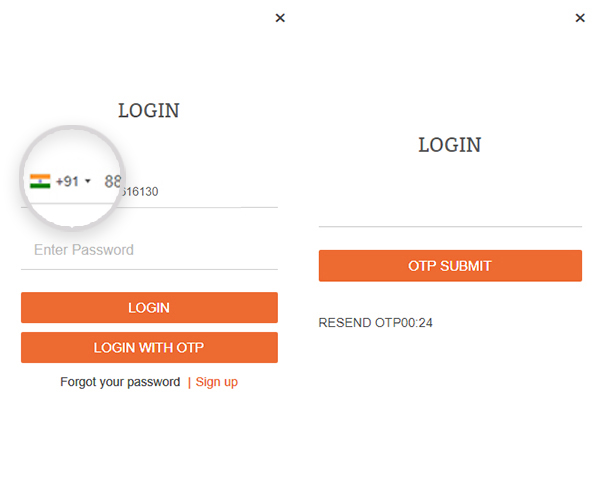 ×
LOGIN
+91 88
616130
Enter Password
LOGIN
LOGIN WITH OTP
Forgot your password | Sign up
×
LOGIN
OTP SUBMIT
RESEND OTP00:24